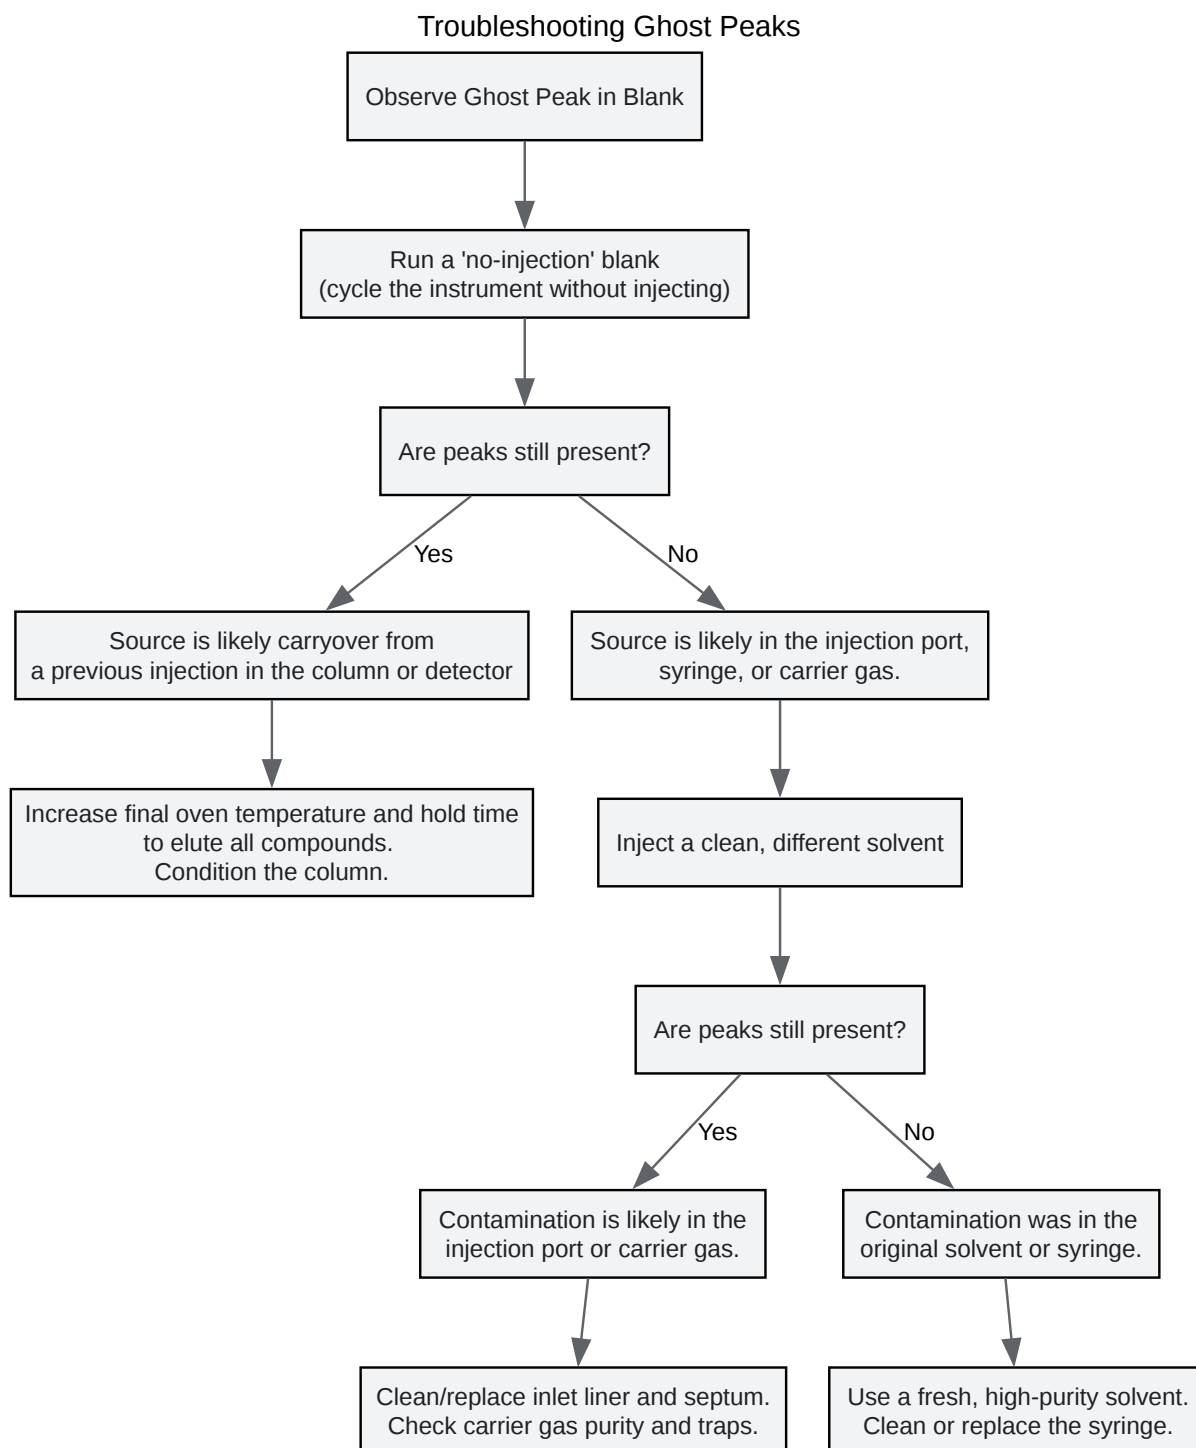 Troubleshooting Ghost Peaks
Observe Ghost Peak in Blank
Run a 'no-injection' blank
(cycle the instrument without injecting)
Are peaks still present?
Yes
No
Source is likely carryover from
a previous injection in the column or detector
Source is likely in the injection port,
syringe, or carrier gas.
Increase final oven temperature and hold time
to elute all compounds.
Condition the column.
Inject a clean, different solvent
Are peaks still present?
Yes
No
Contamination is likely in the
injection port or carrier gas.
Contamination was in the
original solvent or syringe.
Clean/replace inlet liner and septum.
Check carrier gas purity and traps.
Use a fresh, high-purity solvent.
Clean or replace the syringe.